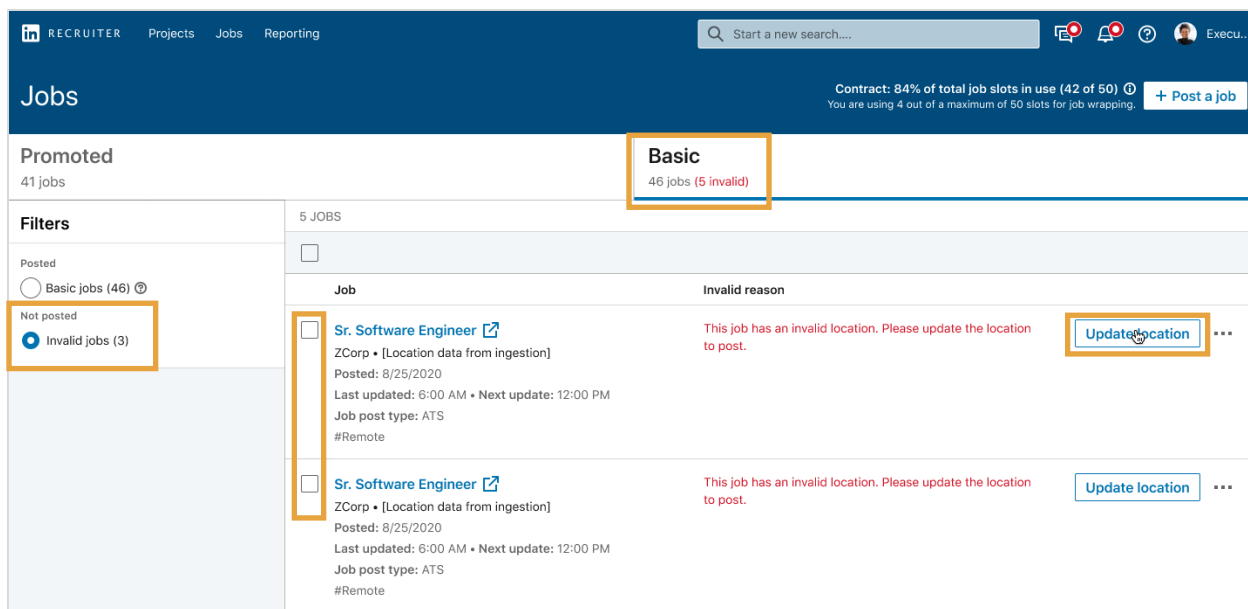 in RECRUITER Projects Jobs Reporting Start a new search.... Execu...
Jobs
Contract: 84% of total job slots in use (42 of 50)
You are using 4 out of a maximum of 50 slots for job wrapping.
+ Post a job
Promoted
41 jobs
Basic
46 jobs (5 invalid)
Filters
Posted
Basic jobs (46)
Not posted
Invalid jobs (3)
5 JOBS
Job Invalid reason
Sr. Software Engineer
ZCorp • [Location data from ingestion]
Posted: 8/25/2020
Last updated: 6:00 AM • Next update: 12:00 PM
Job post type: ATS
#Remote
This job has an invalid location. Please update the location
to post.
Update location
Sr. Software Engineer
ZCorp • [Location data from ingestion]
Posted: 8/25/2020
Last updated: 6:00 AM • Next update: 12:00 PM
Job post type: ATS
#Remote
This job has an invalid location. Please update the location
to post.
Update location